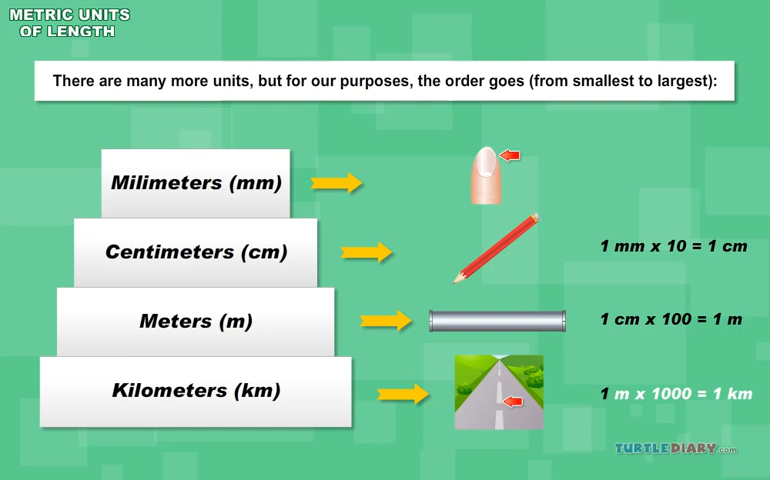 METRIC UNITS
OF LENGTH
There are many more units, but for our purposes, the order goes (from smallest to largest):
Milimeters (mm)
Centimeters (cm)
1 mm x 10 = 1 cm
Meters (m)
1 cm x 100 = 1 m
Kilometers (km)
1 m x 1000 = 1 km
TURTLEDIARY.com